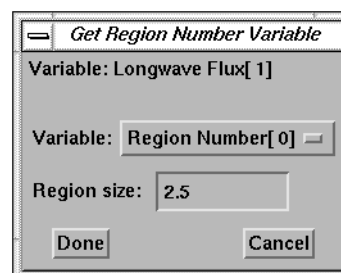 Get Region Number Variable
Variable: Longwave Flux[ 1]
Variable: Region Number[ 0]
Region size: 2.5
Done Cancel